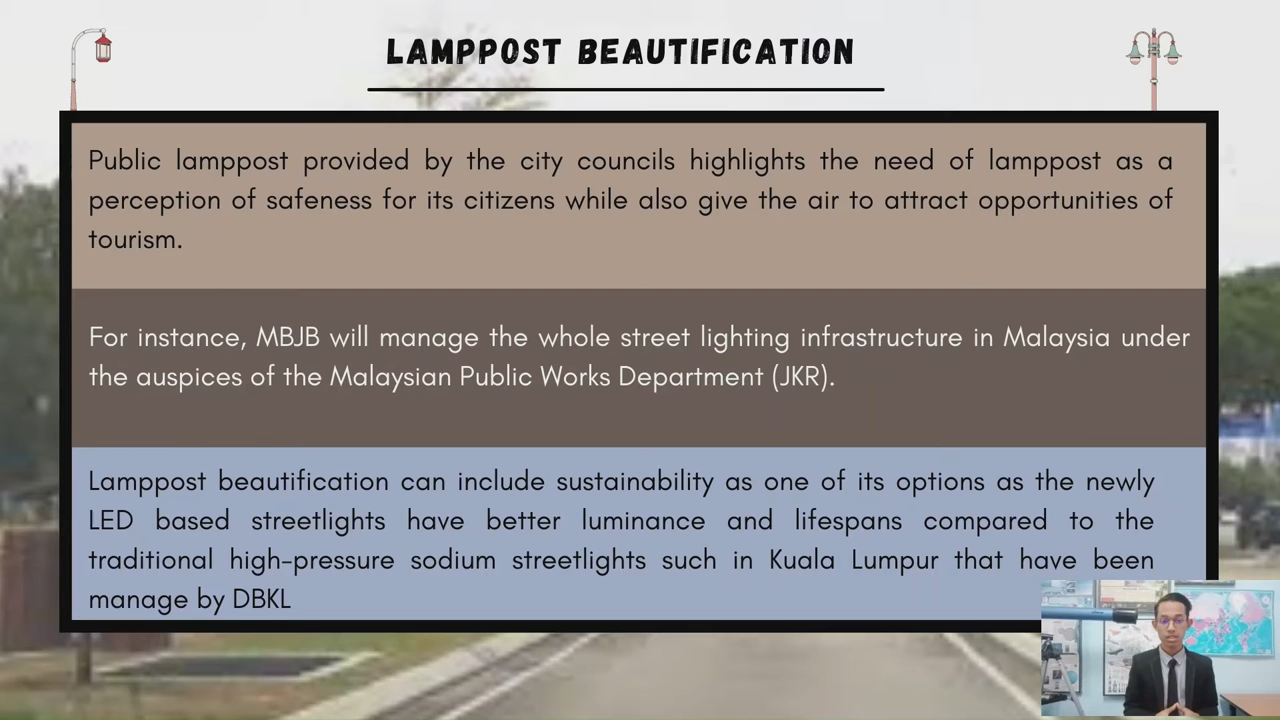 LAMPPOST BEAUTIFICATION
Public lamppost provided by the city councils highlights the need of lamppost as a
perception of safeness for its citizens while also give the air to attract opportunities of
tourism.
For instance, MBJB will manage the whole street lighting infrastructure in Malaysia under
the auspices of the Malaysian Public Works Department (JKR).
Lamppost beautification can include sustainability as one of its options as the newly
LED based streetlights have better luminance and lifespans compared to the
traditional high-pressure sodium streetlights such in Kuala Lumpur that have been
manage by DBKL